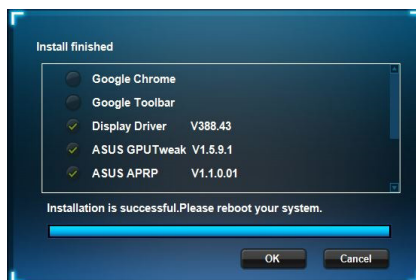 Install finished
Google Chrome
Google Toolbar
Display Driver V388.43
ASUS GPUTweak V1.5.9.1
ASUS APRP V1.1.0.01
Installation is successful.Please reboot your system.
OK Cancel